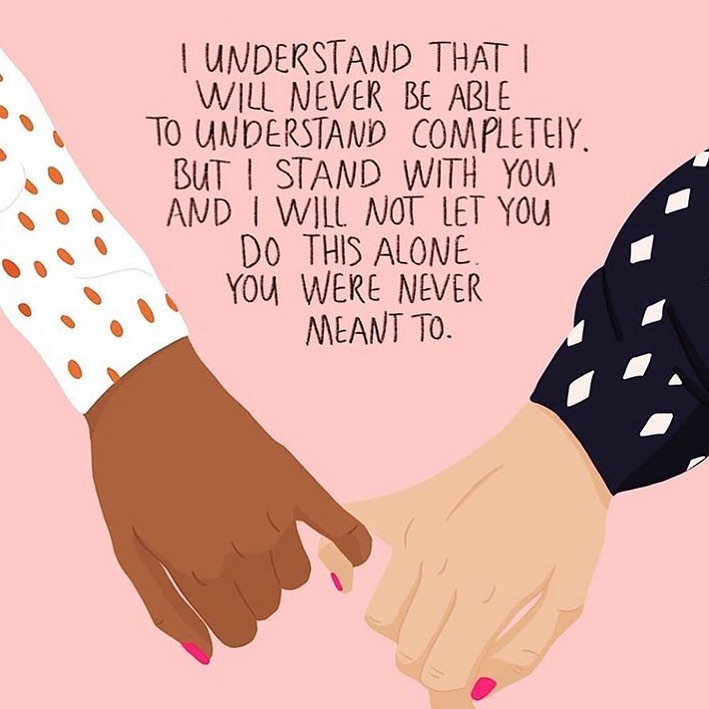 I UNDERSTAND THAT I
WILL NEVER BE ABLE
TO UNDERSTAND COMPLETELY.
BUT I STAND WITH YOU
AND I WILL NOT LET YOU
DO THIS ALONE.
YOU WERE NEVER
MEANT TO.